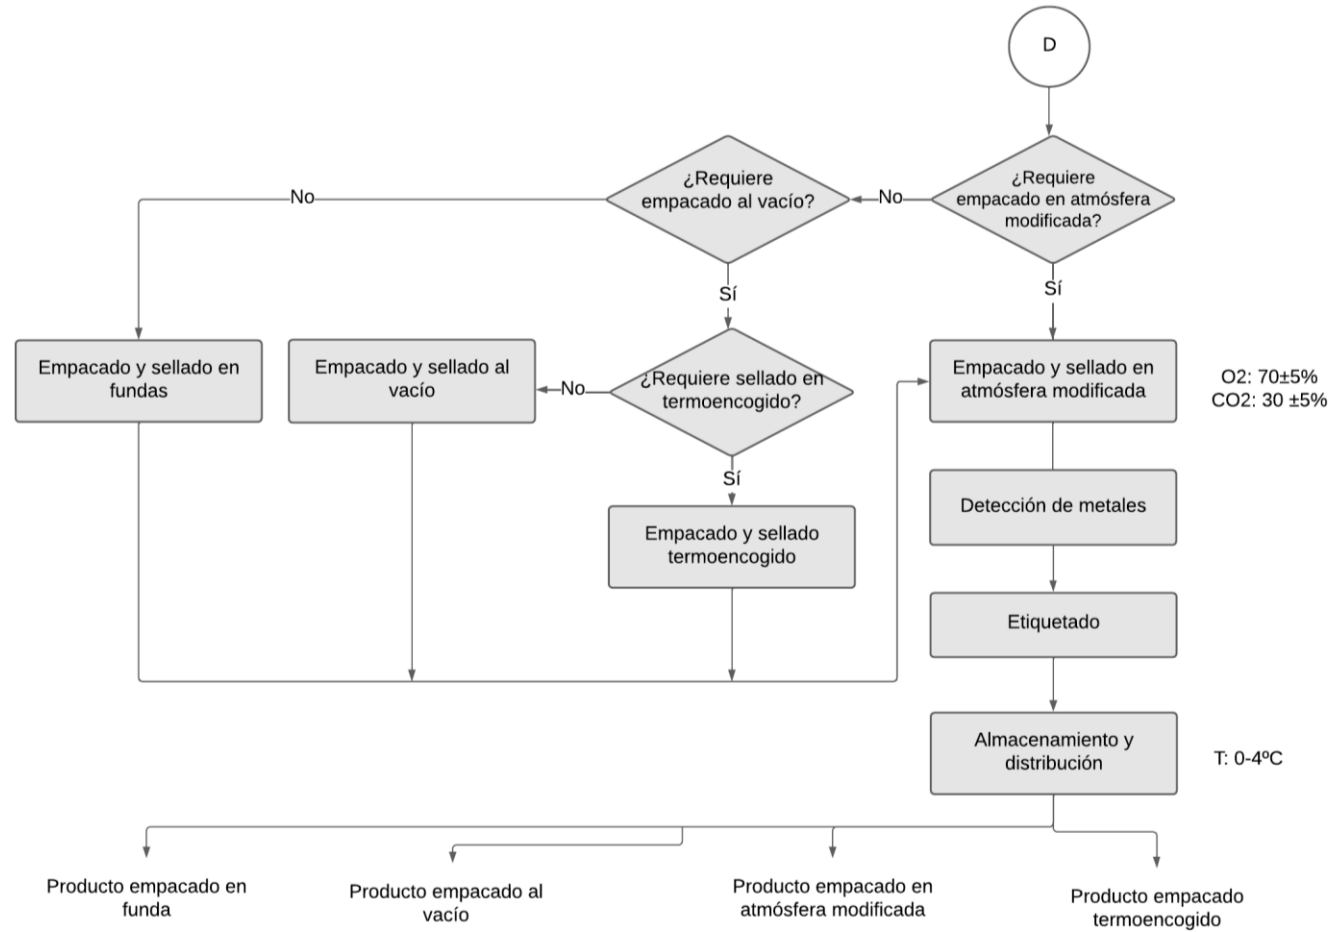 D
¿Requiere
empacado en atmósfera
modificada?
No
¿Requiere
empacado al vacío?
No
Sí
Sí
Empacado y sellado en
fundas
Empacado y sellado al
vacío
No
¿Requiere sellado en
termoencogido?
Empacado y sellado en
atmósfera modificada
O2: 70±5%
CO2: 30 ±5%
Sí
Empacado y sellado
termoencogido
Detección de metales
Etiquetado
Almacenamiento y
distribución
T: 0-4ºC
Producto empacado en
funda
Producto empacado al
vacío
Producto empacado en
atmósfera modificada
Producto empacado
termoencogido